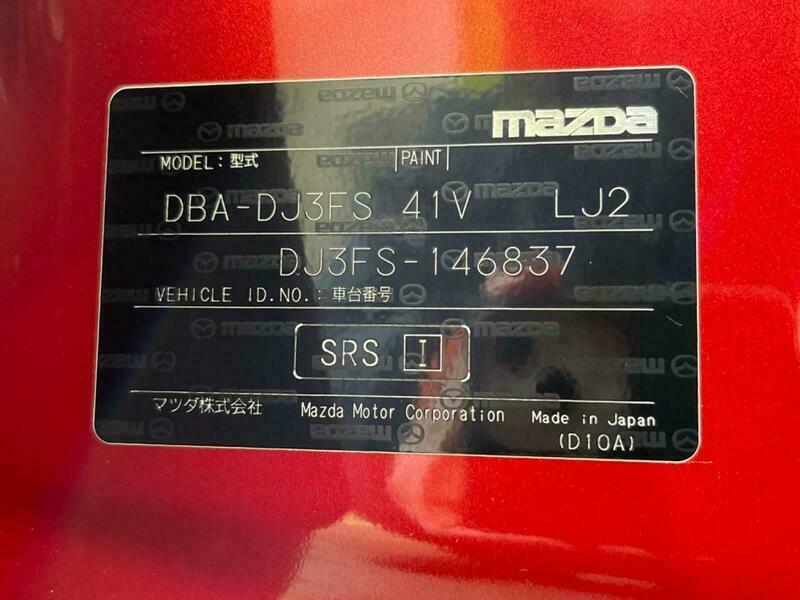 mazda
MODEL:型式 PAINT
DBA-DJ3FS 41V LJ2
DJ3FS-146837
VEHICLE ID.NO.:車台番号
SRS I
マツダ株式会社 Mazda Motor Corporation Made in Japan
(D10A)